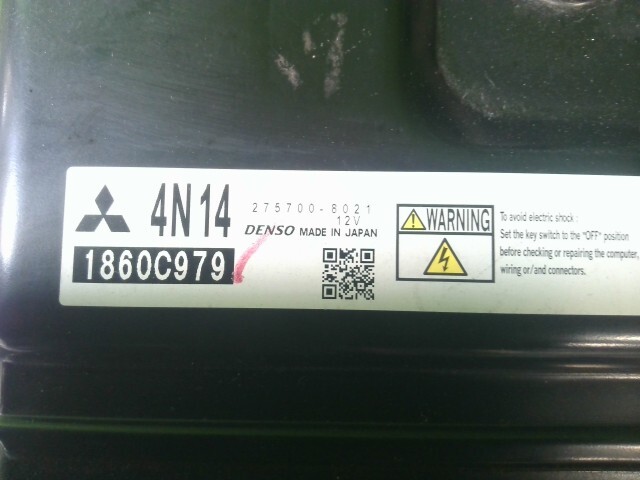 4N14
1860C979
275700-8021
12V
DENSO MADE IN JAPAN
WARNING
To avoid electric shock :
Set the key switch to the "OFF" position
before checking or repairing the computer,
wiring or/and connectors.